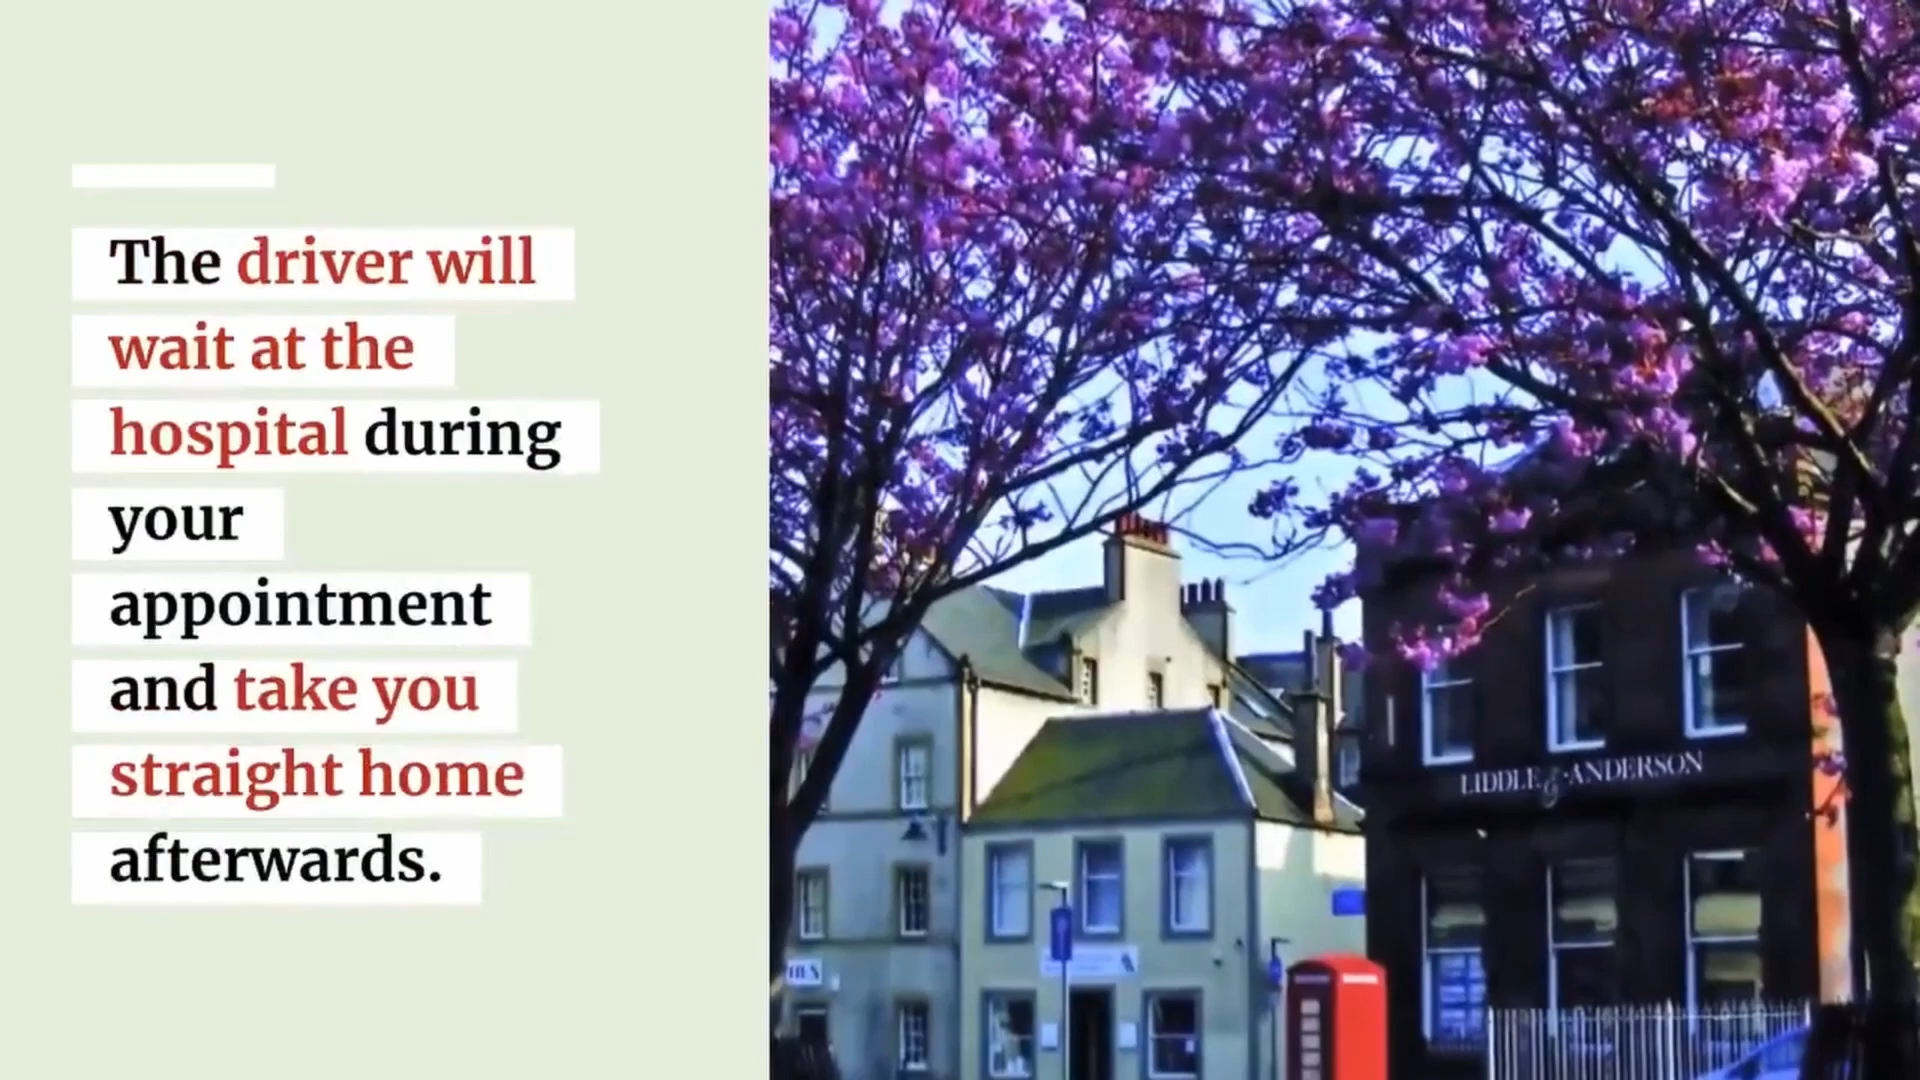 The driver will
wait at the
hospital during
your
appointment
and take you
straight home
afterwards.
LIDDLE & ANDERSON